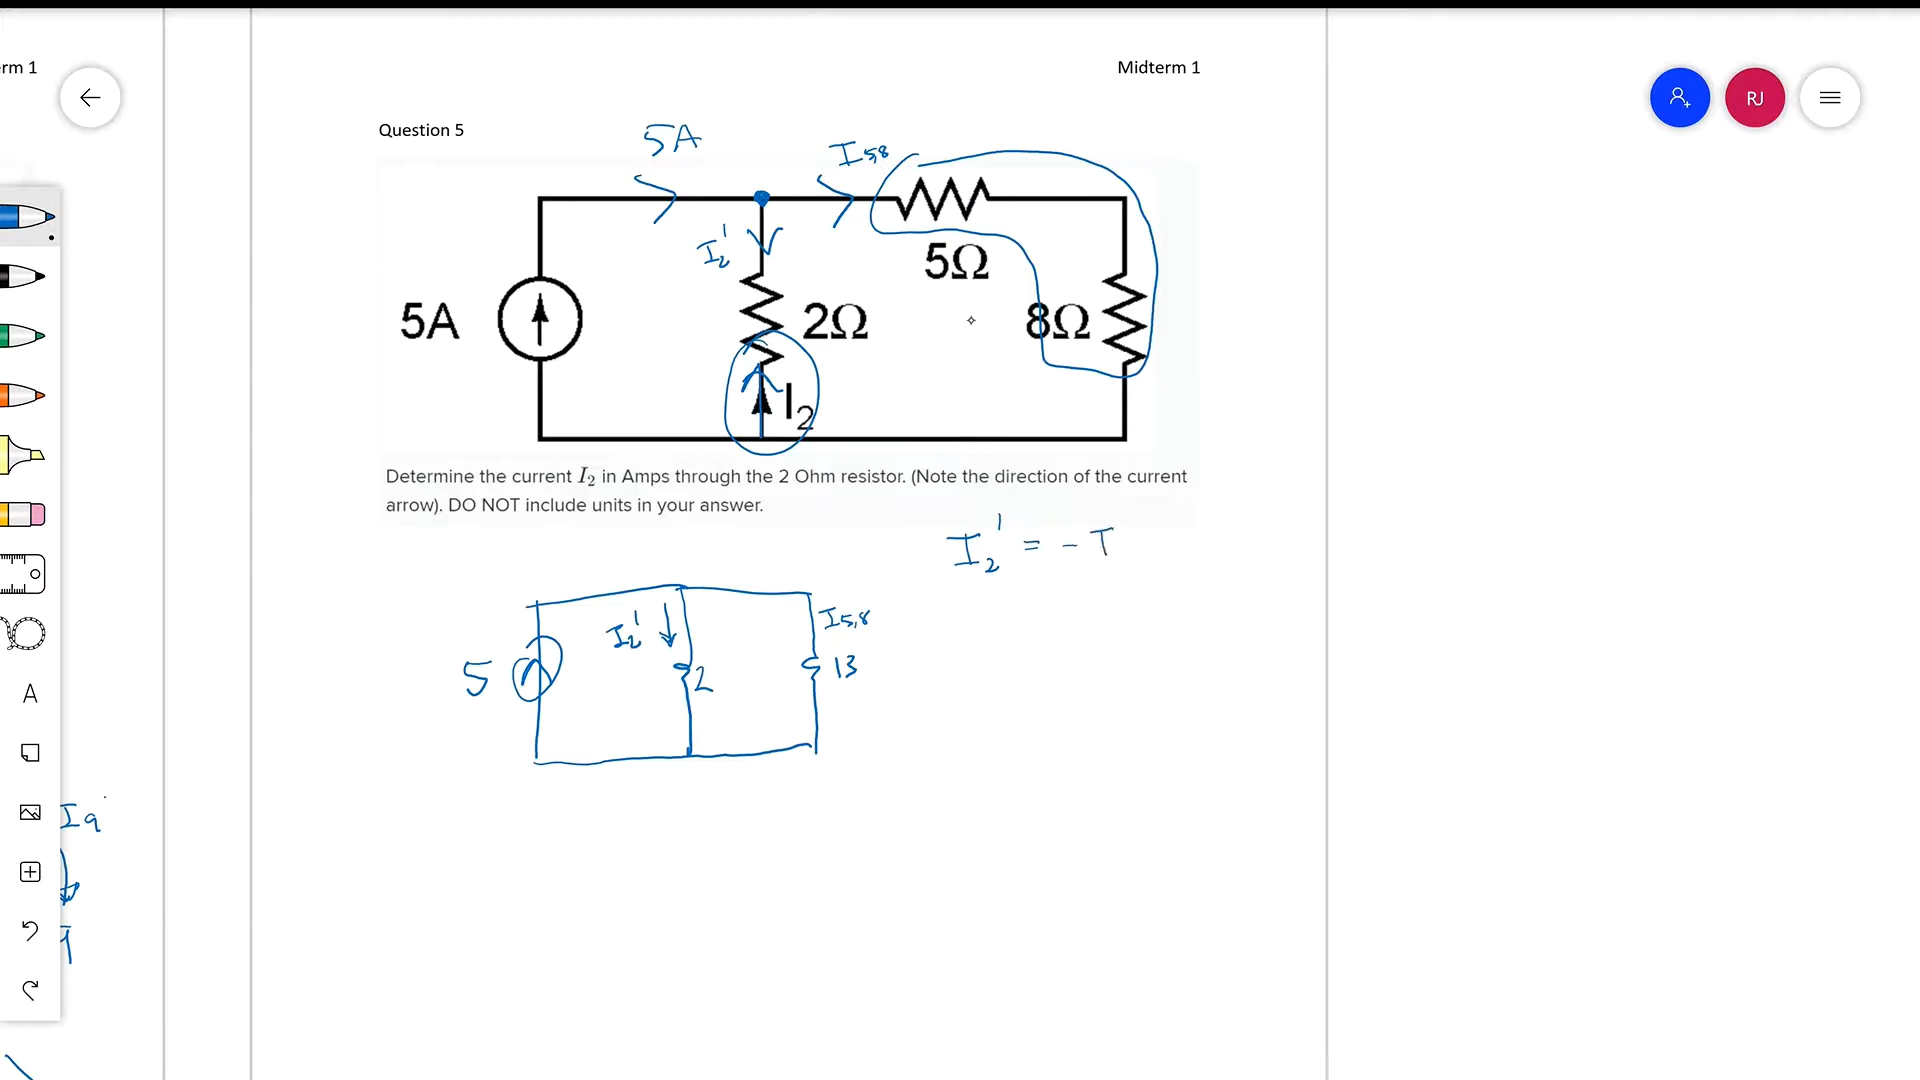 rm 1
Midterm 1
RJ
Question 5
5A
I58
I2'
5Ω
5A
2Ω
8Ω
I2
Determine the current I2 in Amps through the 2 Ohm resistor. (Note the direction of the current
arrow). DO NOT include units in your answer.
I2' = -
I2'
I5,8
5
2
13
A
I9